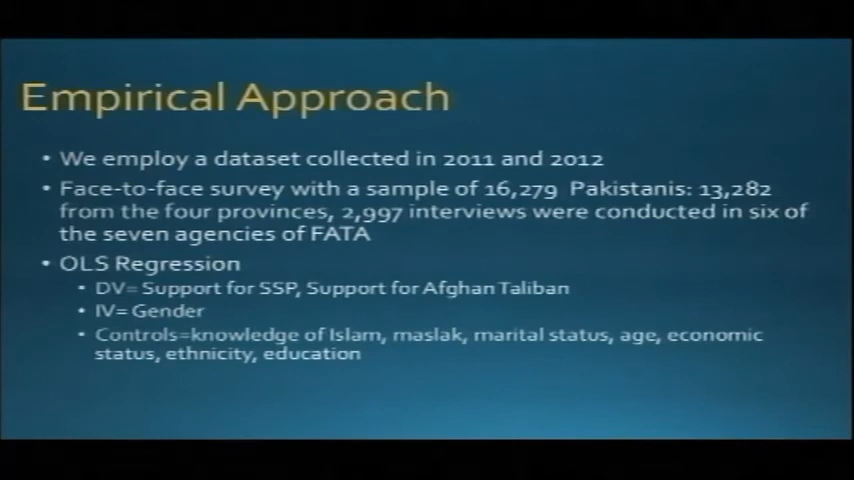 Empirical Approach
• We employ a dataset collected in 2011 and 2012
• Face-to-face survey with a sample of 16,279 Pakistanis: 13,282
from the four provinces, 2,997 interviews were conducted in six of
the seven agencies of FATA
• OLS Regression
• DV= Support for SSP, Support for Afghan Taliban
• IV= Gender
• Controls=knowledge of Islam, maslak, marital status, age, economic
status, ethnicity, education